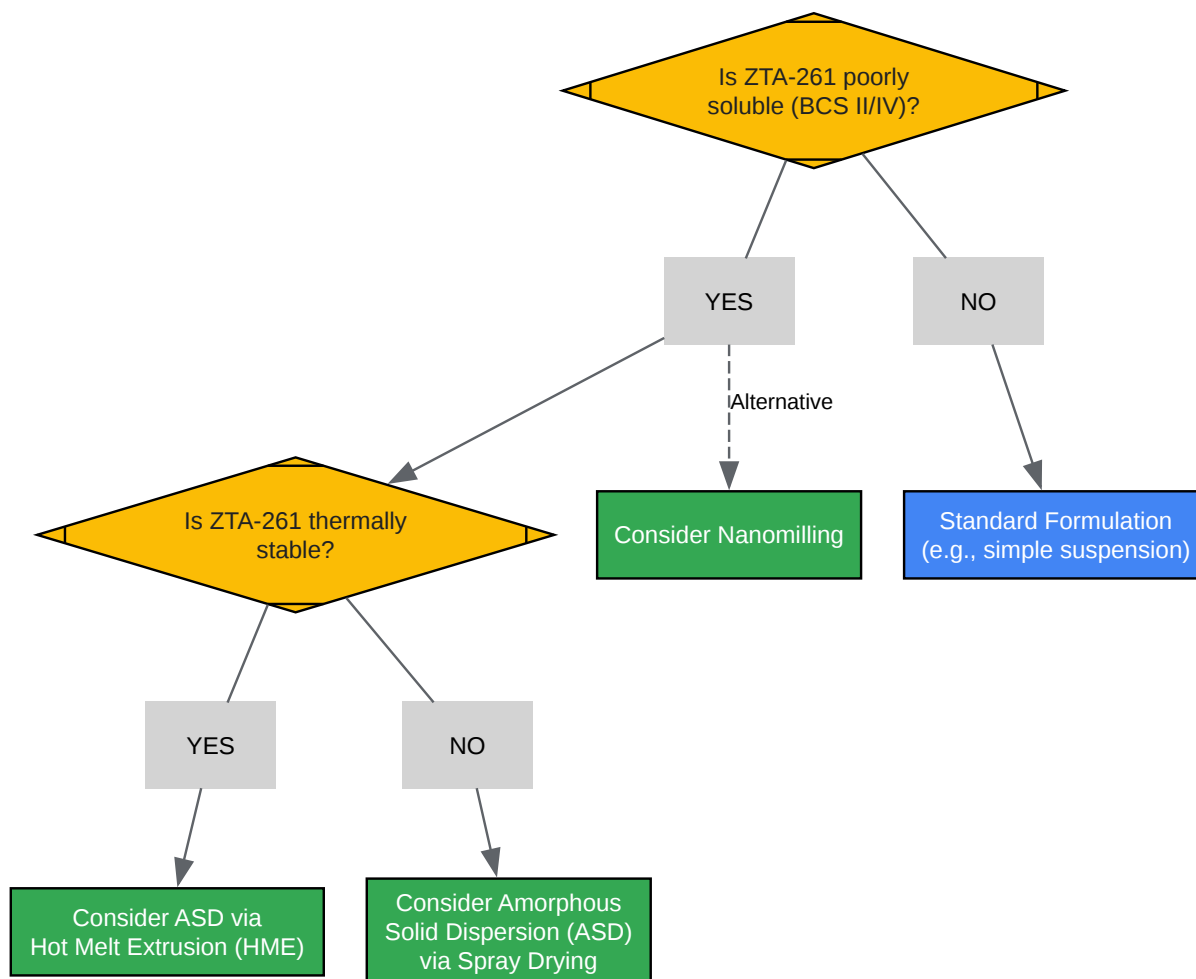 Is ZTA-261 poorly
soluble (BCS II/IV)?
YES
NO
Alternative
Is ZTA-261 thermally
stable?
Consider Nanomilling
Standard Formulation
(e.g., simple suspension)
YES
NO
Consider ASD via
Hot Melt Extrusion (HME)
Consider Amorphous
Solid Dispersion (ASD)
via Spray Drying